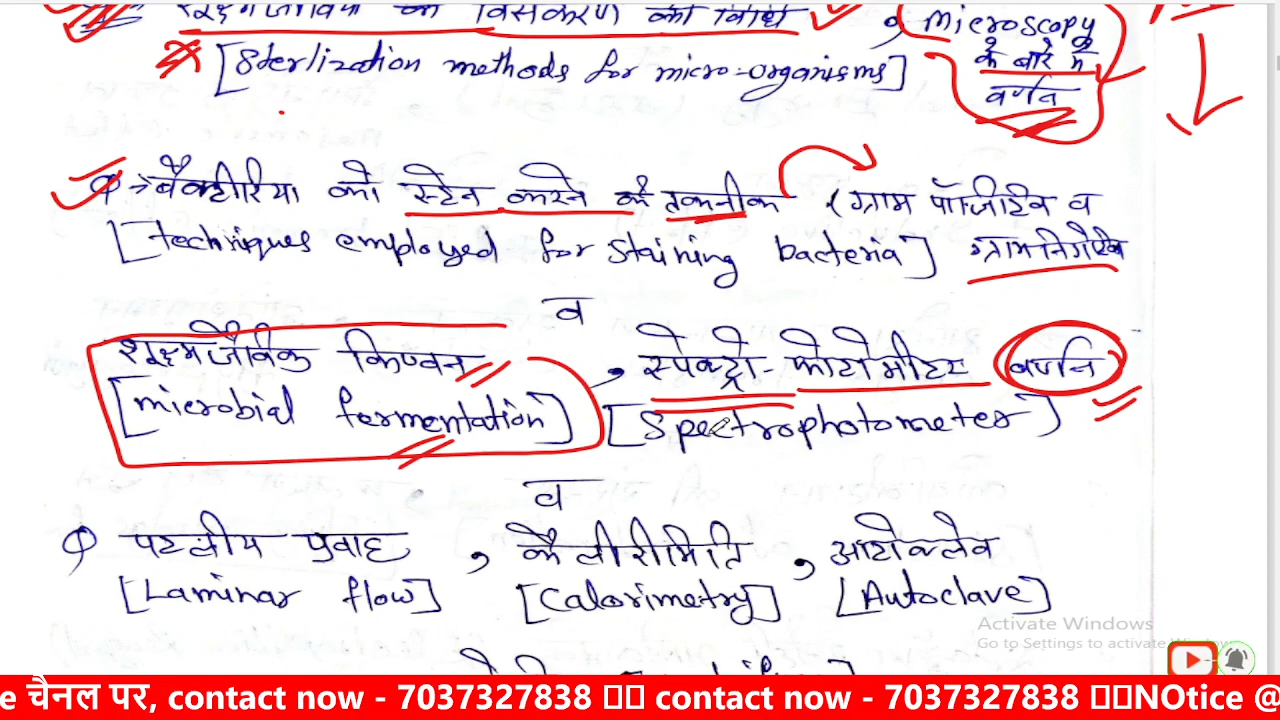 सूक्ष्मजीवियों के विसंक्रमण की विधि , microscopy
[Sterlization methods for micro-organisms] के बारे में
वर्णन
बैक्टीरिया को स्टेन करने के तकनीक (ग्राम पॉजिटिव व
[techniques employed for staining bacteria] ग्राम निगेटिव
व
सूक्ष्मजैविक किण्वन , स्पेक्ट्रो-फोटोमीटर वर्णन
[microbial fermentation] [Spectrophotometer]
व
पटलीय प्रवाह , कैलोरीमिति , आटोक्लेव
[Laminar flow] [Calorimetry] [Autoclave]
Activate Windows
Go to Settings to activate Windows.
e चैनल पर, contact now - 7037327838 contact now - 7037327838 NOtice @